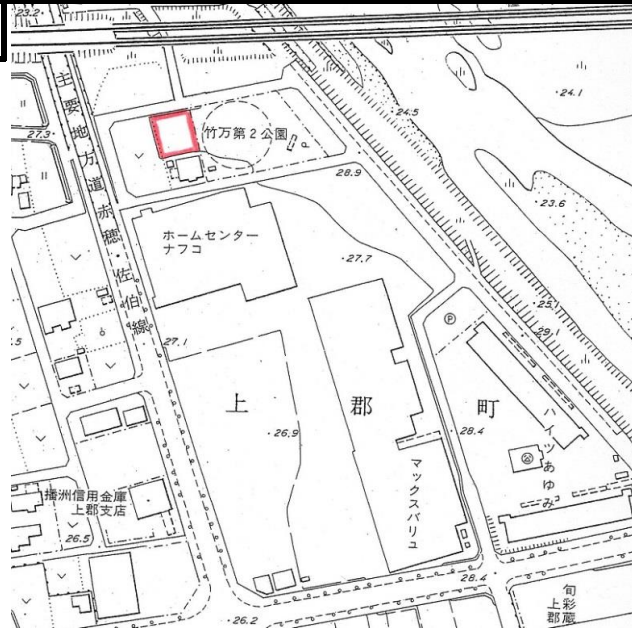 23.2
主要地方道赤穂・佐伯線
27.3
竹万第2公園
P
24.5
24.1
28.9
23.6
ホームセンター
ナフコ
27.7
25.1
29.1
27.1
P
上郡町
26.9
28.4
ハイツあゆみ
マックスバリュ
播洲信用金庫
上郡支店
26.5
28.4
26.2
旬彩蔵
上郡